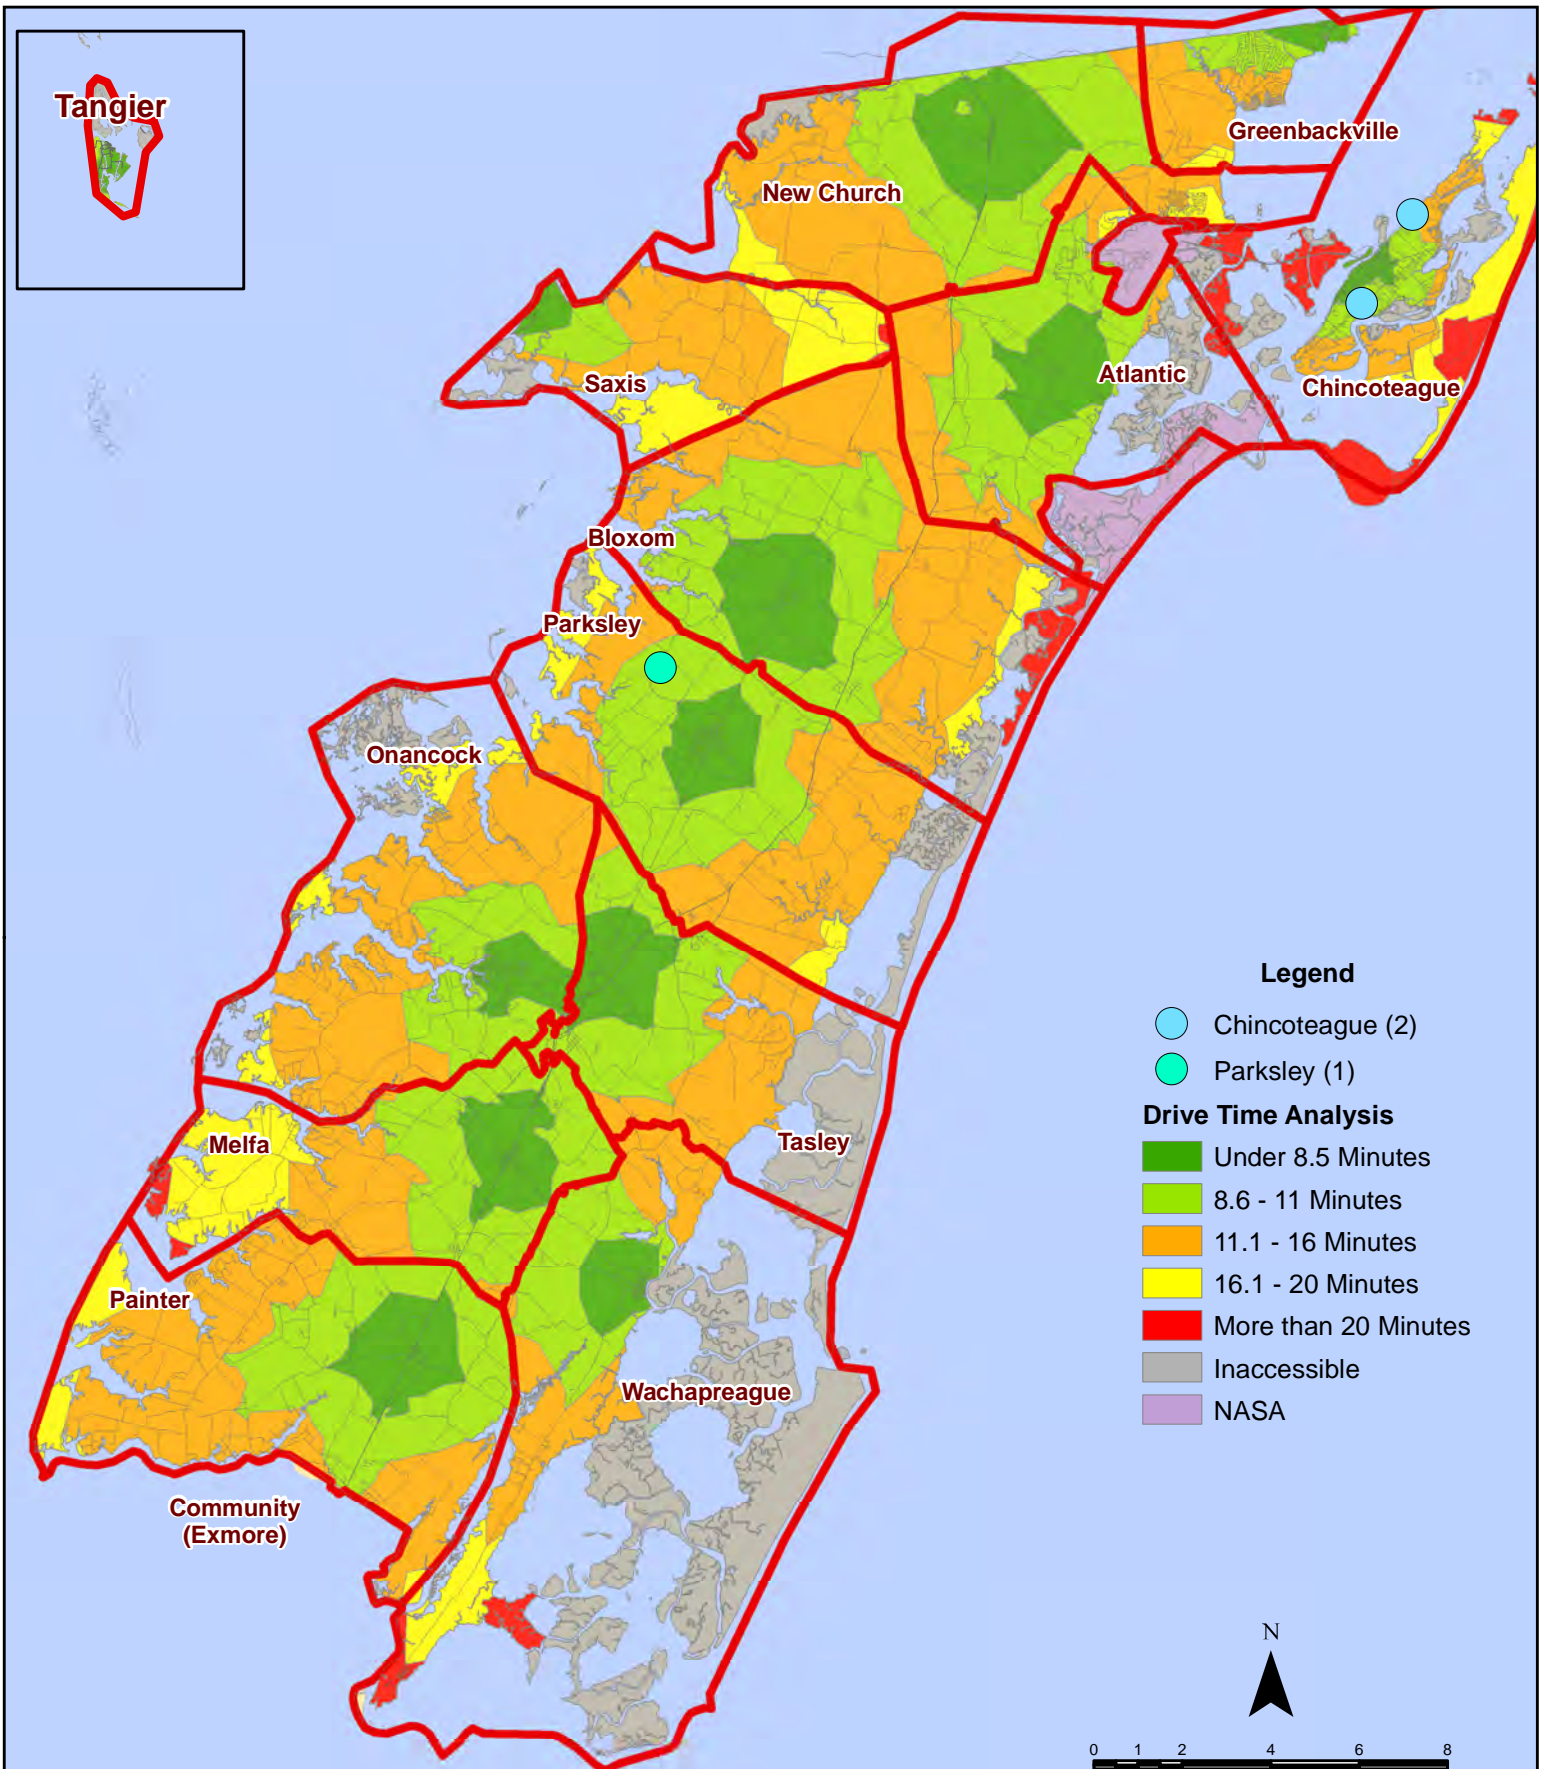 Tangier
Greenbackville
New Church
Atlantic
Saxis
Chincoteague
Bloxom
Parksley
Onancock
Melfa
Tasley
Painter
Wachapreague
Community
(Exmore)
Legend
Chincoteague (2)
Parksley (1)
Drive Time Analysis
Under 8.5 Minutes
8.6 - 11 Minutes
11.1 - 16 Minutes
16.1 - 20 Minutes
More than 20 Minutes
Inaccessible
NASA
N
0 1 2 4 6 8